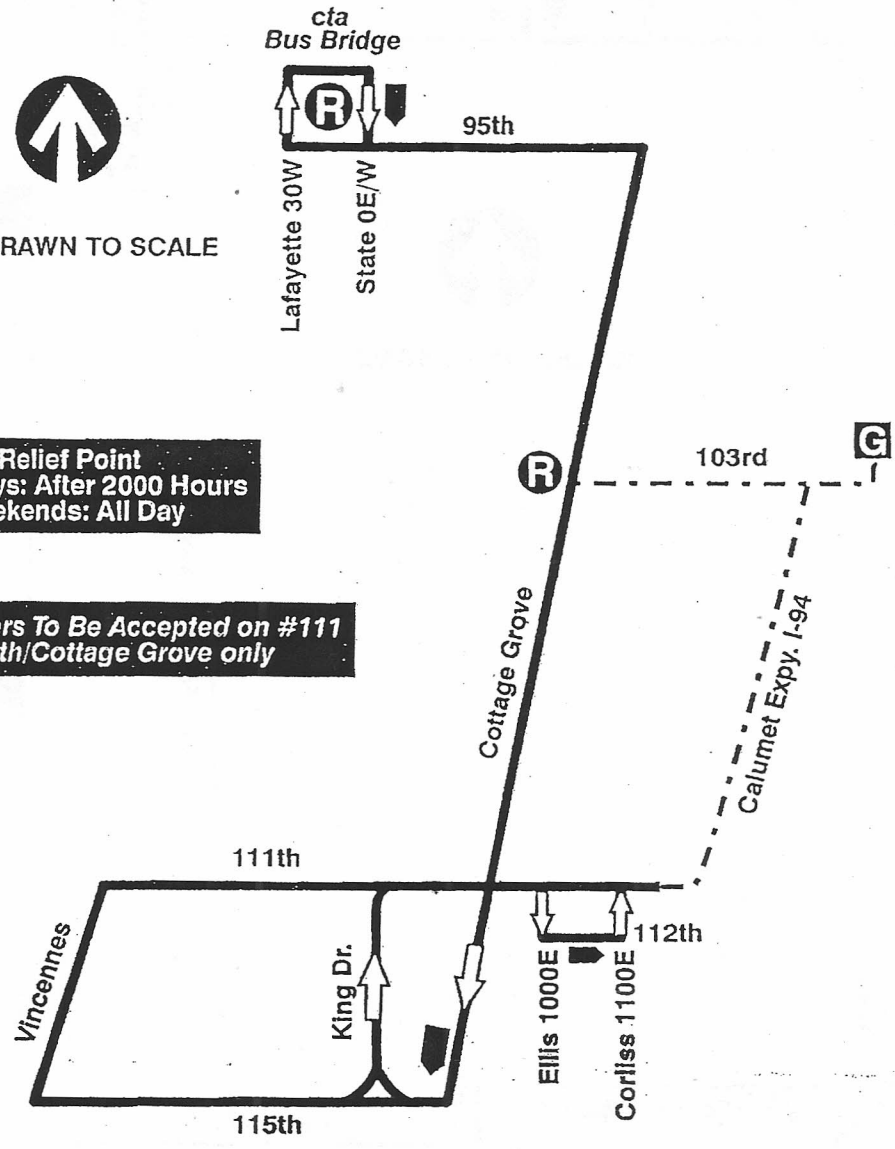 cta
Bus Bridge
R
95th
Lafayette 30W
State 0E/W
RAWN TO SCALE
Relief Point
ys: After 2000 Hours
ekends: All Day
R
103rd
G
rs To Be Accepted on #111
th/Cottage Grove only
Cottage Grove
Calumet Expy. I-94
111th
Vincennes
King Dr.
112th
Ellis 1000E
Corliss 1100E
115th